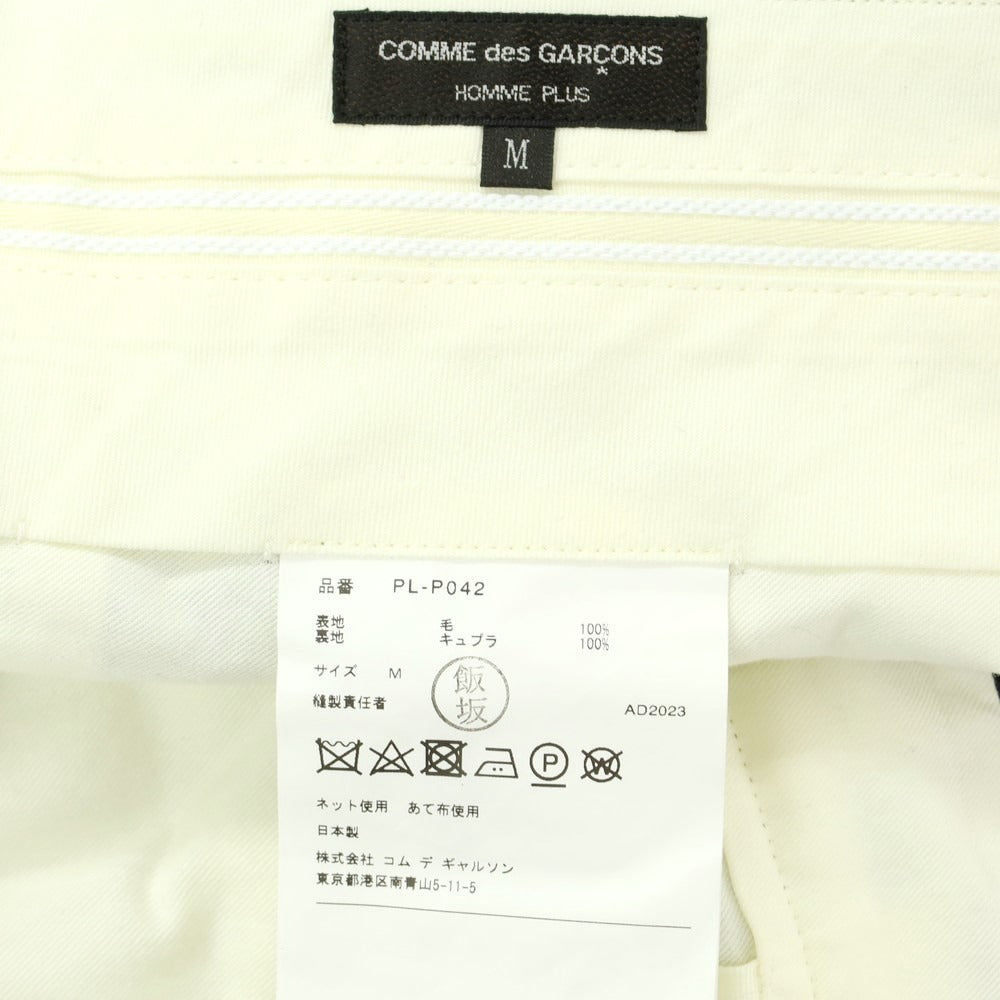 COMME des GARÇONS
*
HOMME PLUS
M
品番 PL-P042
表地 毛 100%
裏地 キュプラ 100%
サイズ M
飯坂
縫製責任者 AD2023
P W
ネット使用 あて布使用
日本製
株式会社 コム デ ギャルソン
東京都港区南青山5-11-5